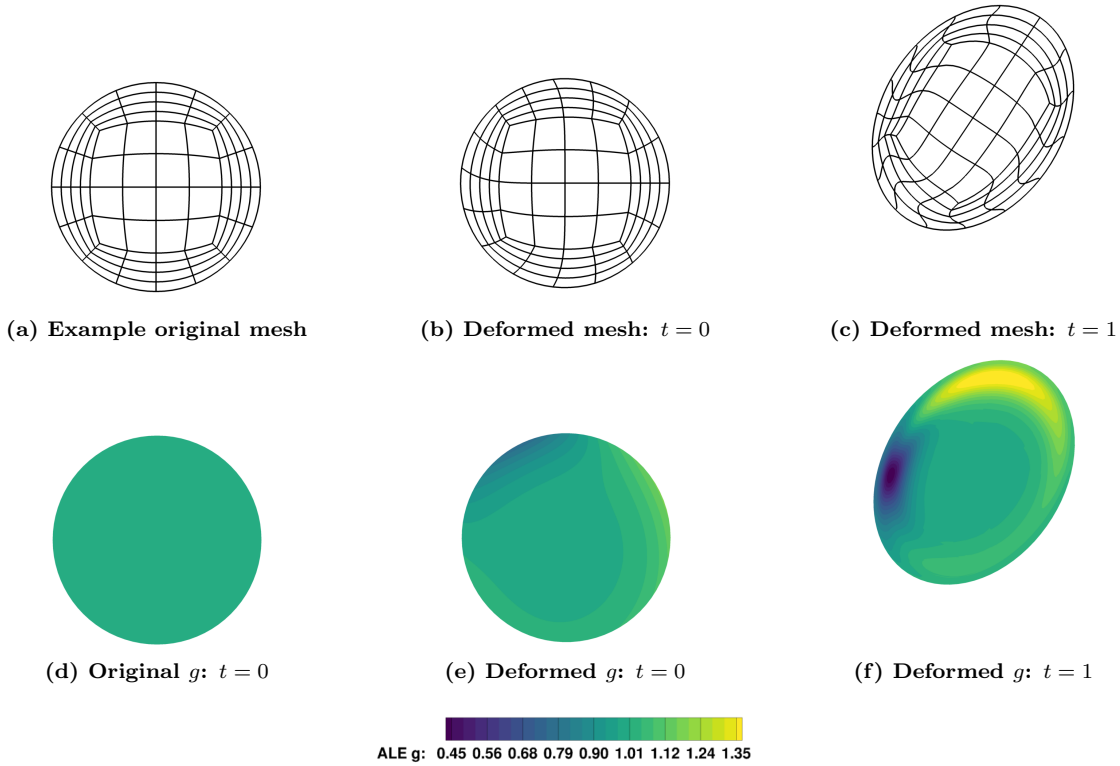 (a) Example original mesh
(b) Deformed mesh: t = 0
(c) Deformed mesh: t = 1
(d) Original g: t = 0
(e) Deformed g: t = 0
(f) Deformed g: t = 1
ALE g: 0.45 0.56 0.68 0.79 0.90 1.01 1.12 1.24 1.35